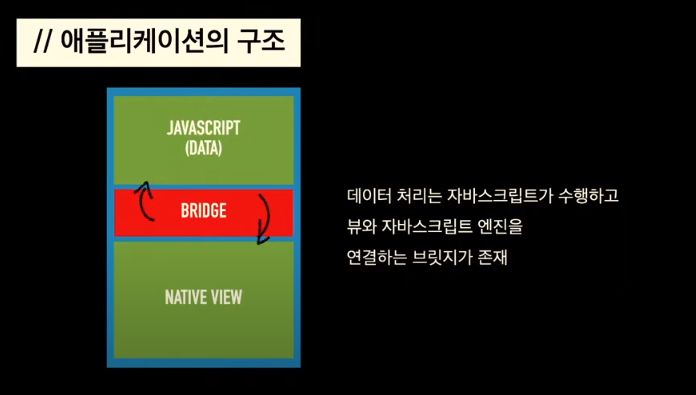 // 애플리케이션의 구조
JAVASCRIPT
(DATA)
BRIDGE
NATIVE VIEW
데이터 처리는 자바스크립트가 수행하고
뷰와 자바스크립트 엔진을
연결하는 브릿지가 존재